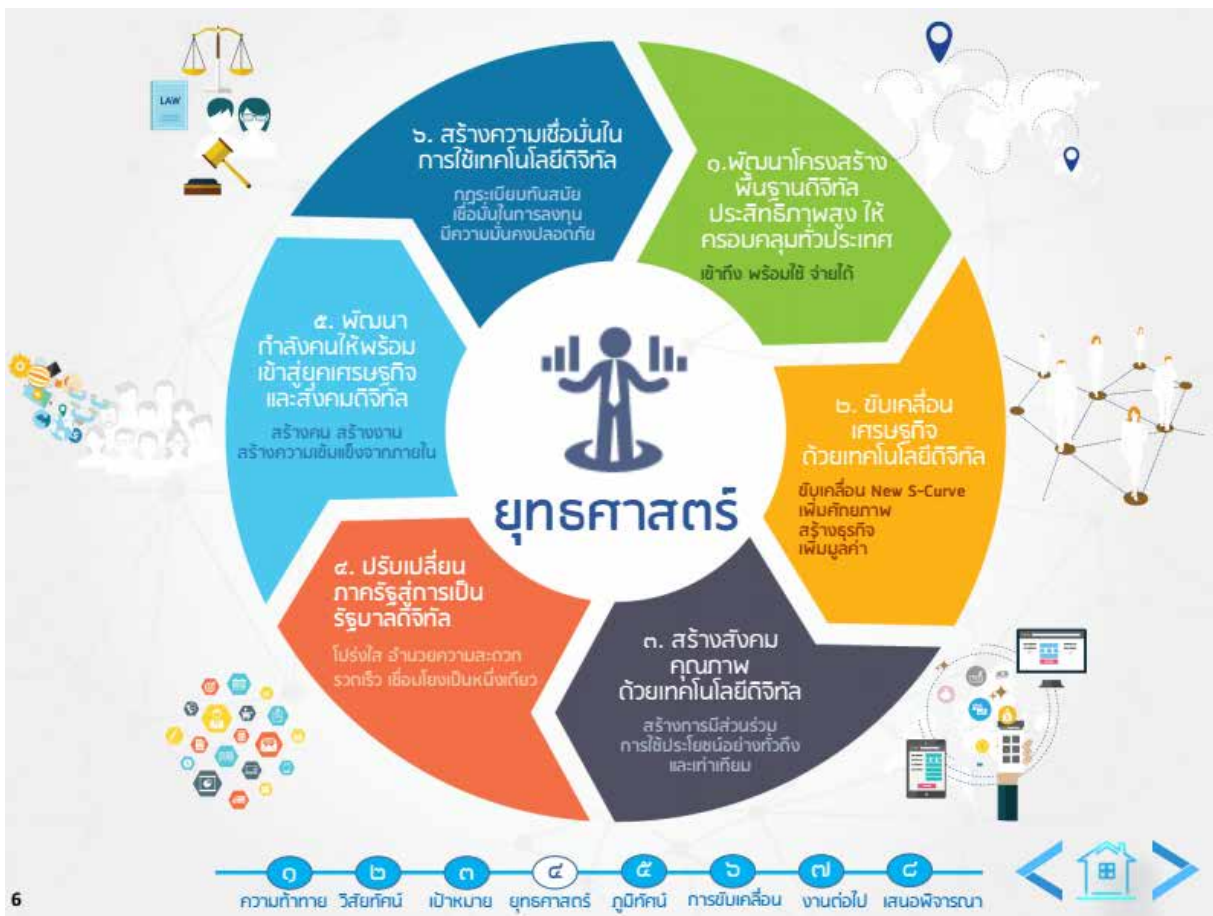 LAW
๖. สร้างความเชื่อมั่นใน
การใช้เทคโนโลยีดิจิทัล
กฎระเบียบทันสมัย
เชื่อมั่นในการลงทุน
มีความมั่นคงปลอดภัย
๑.พัฒนาโครงสร้าง
พื้นฐานดิจิทัล
ประสิทธิภาพสูง ให้
ครอบคลุมทั่วประเทศ
เข้าถึง พร้อมใช้ จ่ายได้
๒. ขับเคลื่อน
เศรษฐกิจ
ด้วยเทคโนโลยีดิจิทัล
ขับเคลื่อน New S-Curve
เพิ่มศักยภาพ
สร้างธุรกิจ
เพิ่มมูลค่า
๓. สร้างสังคม
คุณภาพ
ด้วยเทคโนโลยีดิจิทัล
สร้างการมีส่วนร่วม
การใช้ประโยชน์อย่างทั่วถึง
และเท่าเทียม
๔. ปรับเปลี่ยน
ภาครัฐสู่การเป็น
รัฐบาลดิจิทัล
โปร่งใส อำนวยความสะดวก
รวดเร็ว เชื่อมโยงเป็นหนึ่งเดียว
๕. พัฒนา
กำลังคนให้พร้อม
เข้าสู่ยุคเศรษฐกิจ
และสังคมดิจิทัล
สร้างคน สร้างงาน
สร้างความเข้มแข็งจากภายใน
ยุทธศาสตร์
๑ ๒ ๓ ๔ ๕ ๖ ๗ ๘
ความท้าทาย วิสัยทัศน์ เป้าหมาย ยุทธศาสตร์ ภูมิทัศน์ การขับเคลื่อน งานต่อไป เสนอพิจารณา
6